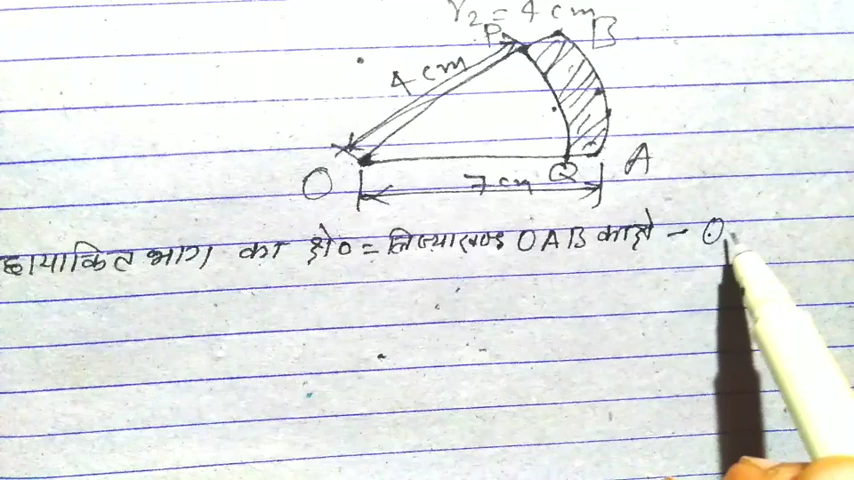 r₂ = 4 cm
P B
4 cm
O Q A
7 cm
छायांकित भाग का क्षे० = त्रिज्याखण्ड OAB का क्षे - O